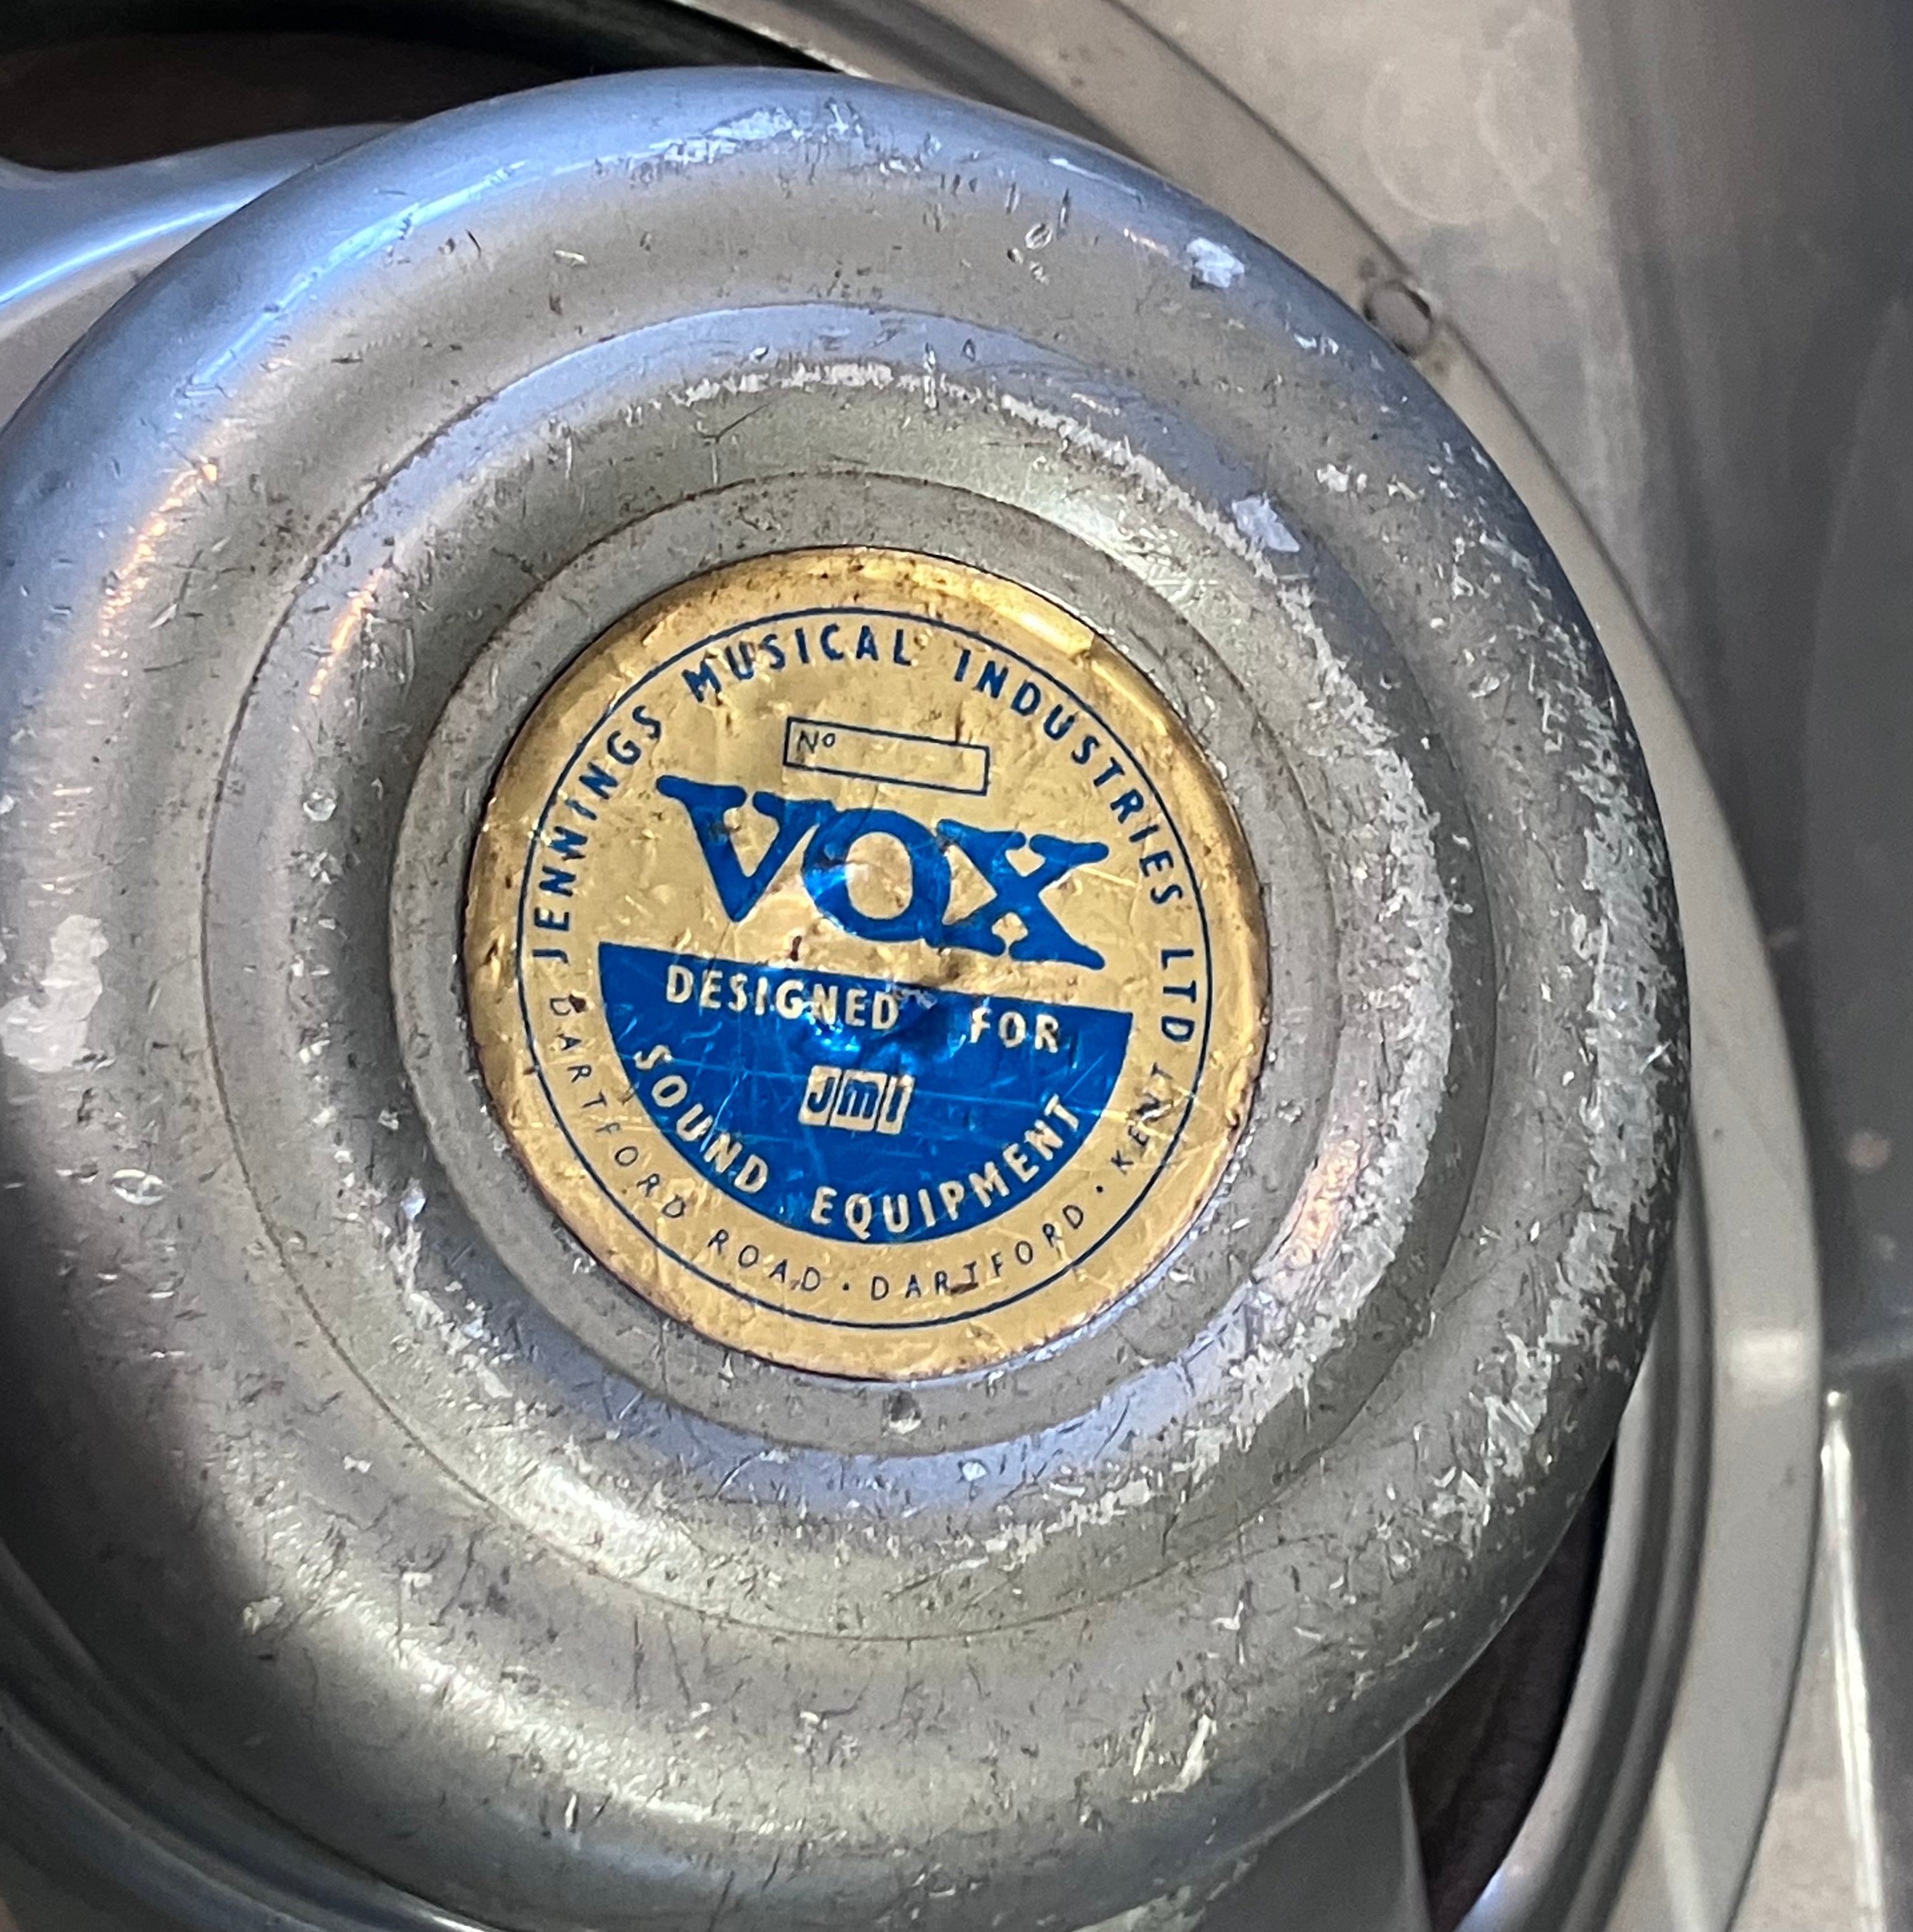 JENNINGS MUSICAL INDUSTRIES LTD
No
VOX
DESIGNED FOR
JMI
SOUND EQUIPMENT
DARTFORD ROAD · DARTFORD · KENT